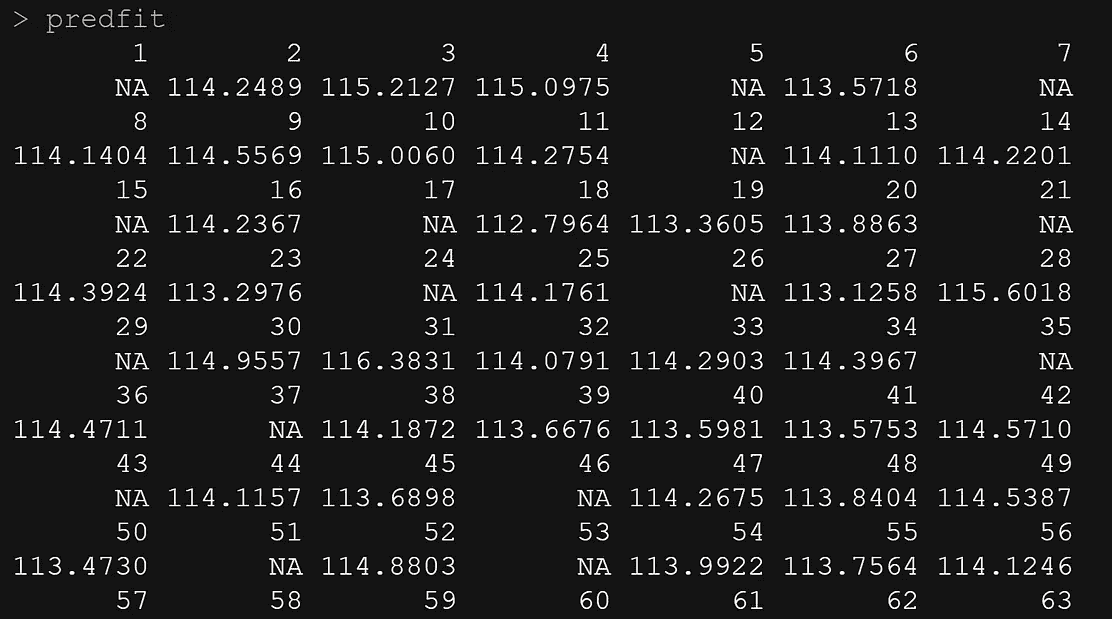 > predfit
1 2 3 4 5 6 7
NA 114.2489 115.2127 115.0975 NA 113.5718 NA
8 9 10 11 12 13 14
114.1404 114.5569 115.0060 114.2754 NA 114.1110 114.2201
15 16 17 18 19 20 21
NA 114.2367 NA 112.7964 113.3605 113.8863 NA
22 23 24 25 26 27 28
114.3924 113.2976 NA 114.1761 NA 113.1258 115.6018
29 30 31 32 33 34 35
NA 114.9557 116.3831 114.0791 114.2903 114.3967 NA
36 37 38 39 40 41 42
114.4711 NA 114.1872 113.6676 113.5981 113.5753 114.5710
43 44 45 46 47 48 49
NA 114.1157 113.6898 NA 114.2675 113.8404 114.5387
50 51 52 53 54 55 56
113.4730 NA 114.8803 NA 113.9922 113.7564 114.1246
57 58 59 60 61 62 63